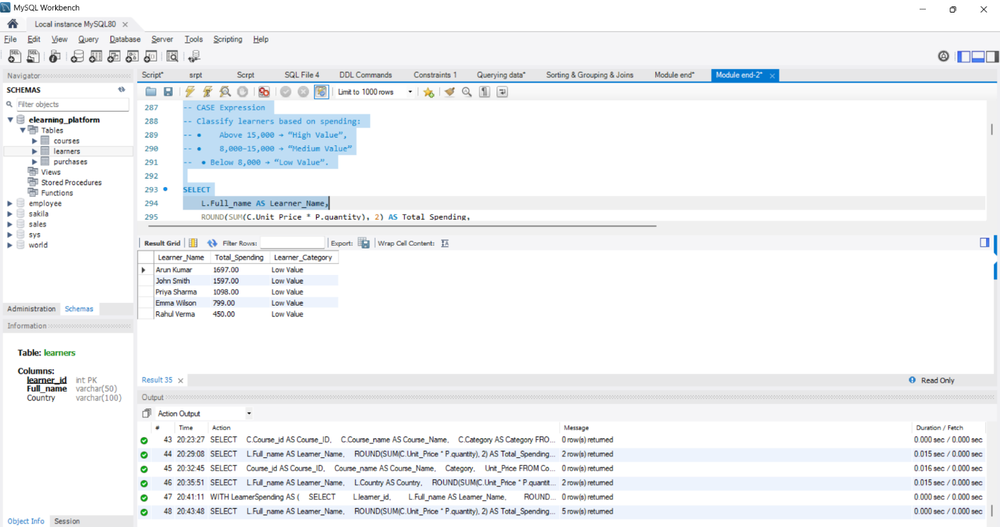 MySQL Workbench
Local instance MySQL80
File Edit View Query Database Server Tools Scripting Help
Navigator
SCHEMAS
Filter objects
elearning_platform
Tables
courses
learners
purchases
Views
Stored Procedures
Functions
employee
sakila
sales
sys
world
Administration Schemas
Information
Table: learners
Columns:
learner_id int PK
Full_name varchar(50)
Country varchar(100)
Object Info Session
Script* srpt Scrpt SQL File 4 DDL Commands Constraints 1 Querying data* Sorting & Grouping & Joins Module end* Module end-2*
Limit to 1000 rows
287 -- CASE Expression
288 -- Classify learners based on spending:
289 -- ● Above 15,000 → “High Value”,
290 -- ● 8,000–15,000 → “Medium Value”
291 -- ● Below 8,000 → “Low Value”.
292
293 SELECT
294 L.Full_name AS Learner_Name,
295 ROUND(SUM(C.Unit_Price * P.quantity), 2) AS Total_Spending,
Result Grid Filter Rows: Export: Wrap Cell Content:
Learner_Name Total_Spending Learner_Category
Arun Kumar 1697.00 Low Value
John Smith 1597.00 Low Value
Priya Sharma 1098.00 Low Value
Emma Wilson 799.00 Low Value
Rahul Verma 450.00 Low Value
Result 35 Read Only
Output
Action Output
# Time Action Message Duration / Fetch
43 20:23:27 SELECT C.Course_id AS Course_ID, C.Course_name AS Course_Name, C.Category AS Category FRO... 0 row(s) returned 0.000 sec / 0.000 sec
44 20:29:08 SELECT L.Full_name AS Learner_Name, ROUND(SUM(C.Unit_Price * P.quantity), 2) AS Total_Spending... 2 row(s) returned 0.015 sec / 0.000 sec
45 20:32:45 SELECT Course_id AS Course_ID, Course_name AS Course_Name, Category, Unit_Price FROM Co... 0 row(s) returned 0.016 sec / 0.000 sec
46 20:35:51 SELECT L.Full_name AS Learner_Name, L.Country AS Country, ROUND(SUM(C.Unit_Price * P.quantit... 2 row(s) returned 0.015 sec / 0.000 sec
47 20:41:11 WITH LearnerSpending AS ( SELECT L.learner_id, L.Full_name AS Learner_Name, ROUND... 0 row(s) returned 0.000 sec / 0.000 sec
48 20:43:48 SELECT L.Full_name AS Learner_Name, ROUND(SUM(C.Unit_Price * P.quantity), 2) AS Total_Spending... 5 row(s) returned 0.000 sec / 0.000 sec